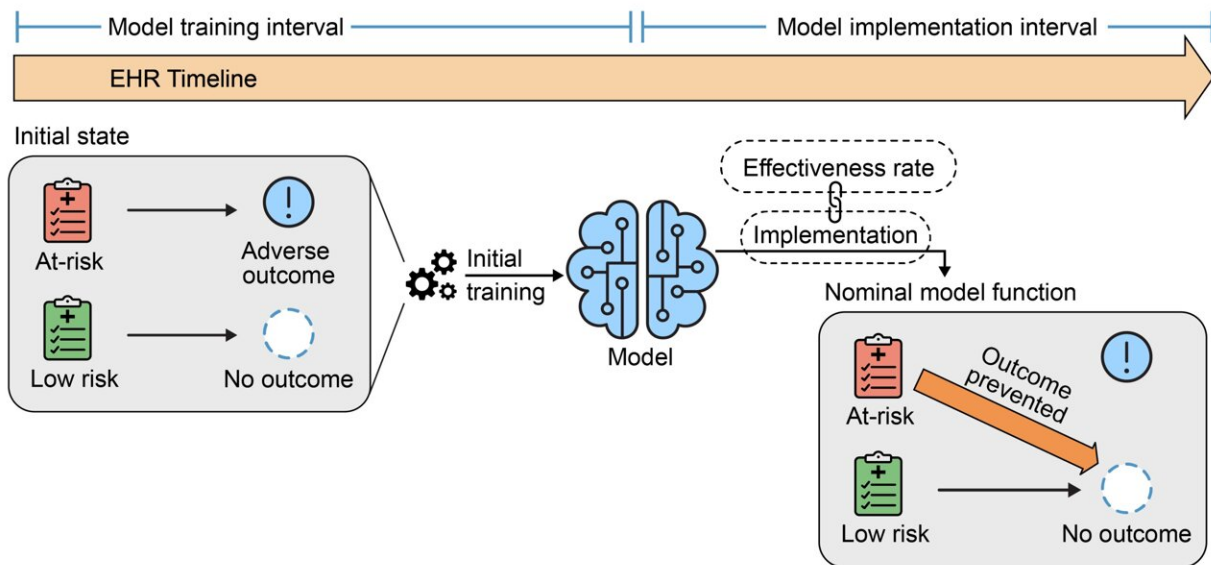 Model training interval
Model implementation interval
EHR Timeline
Initial state
At-risk
Adverse
outcome
Low risk
No outcome
Initial
training
Model
Effectiveness rate
Implementation
Nominal model function
At-risk
Outcome
prevented
Low risk
No outcome